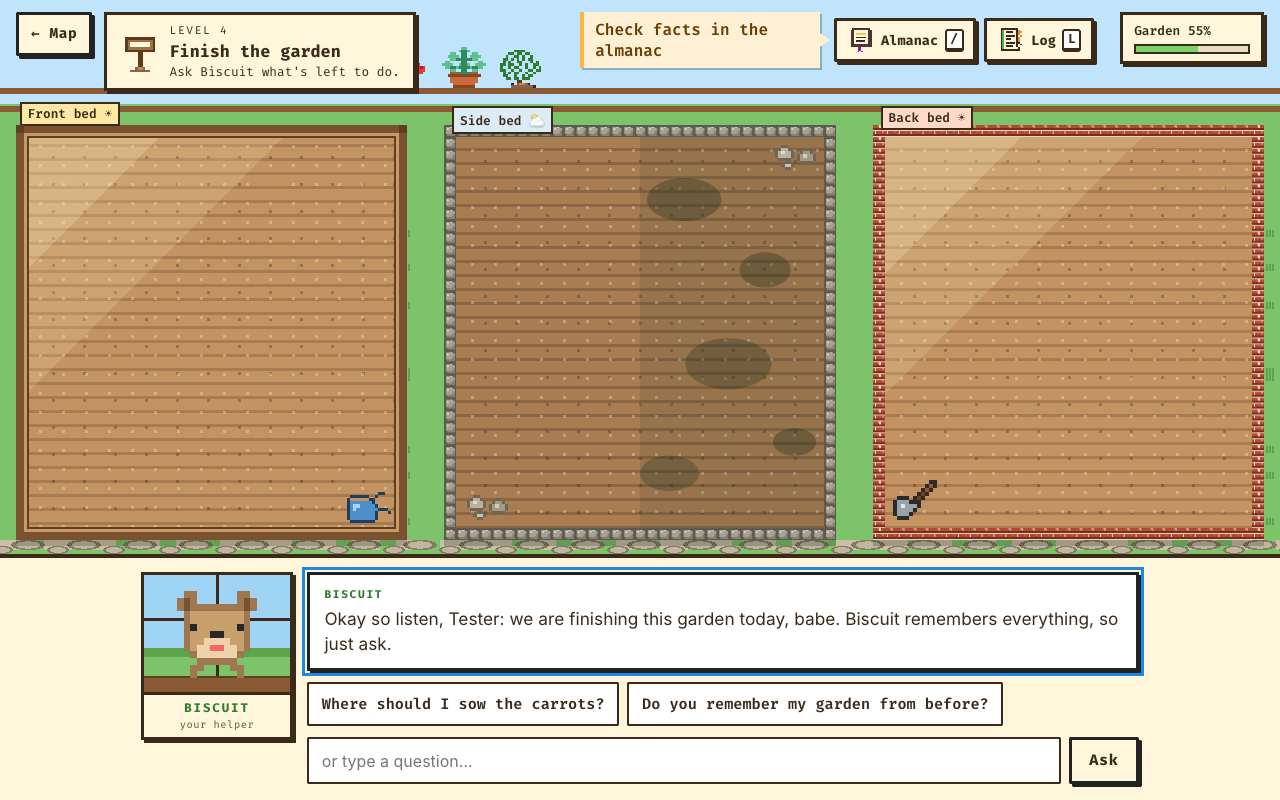 ← Map
LEVEL 4
Finish the garden
Ask Biscuit what's left to do.
Check facts in the
almanac
Almanac /
Log L
Garden 55%
Front bed ☀
Side bed ⛅
Back bed ☀
BISCUIT
Okay so listen, Tester: we are finishing this garden today, babe. Biscuit remembers everything, so
just ask.
BISCUIT
your helper
Where should I sow the carrots?
Do you remember my garden from before?
or type a question...
Ask